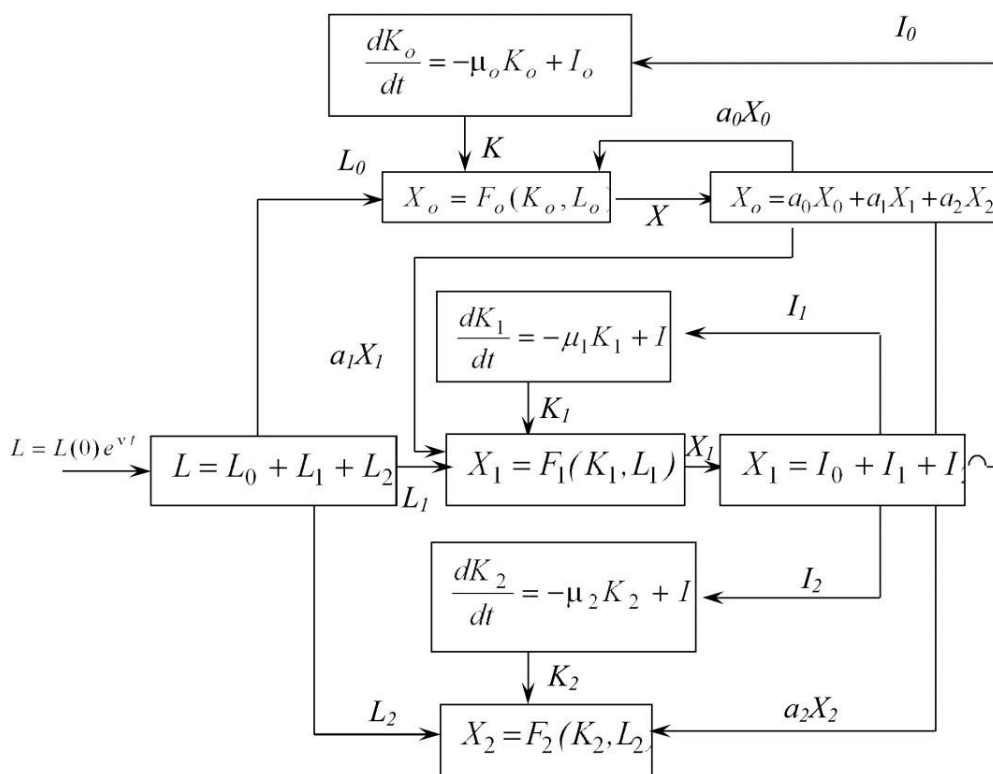 I₀
dKₒ/dt = −μₒKₒ + Iₒ
a₀X₀
K
L₀
Xₒ = Fₒ(Kₒ, Lₒ)
X
Xₒ = a₀X₀ + a₁X₁ + a₂X₂
I₁
dK₁/dt = −μ₁K₁ + I
a₁X₁
K₁
L = L(0)e^νt
L = L₀ + L₁ + L₂
L₁
X₁ = F₁(K₁, L₁)
X₁
X₁ = I₀ + I₁ + I
I₂
dK₂/dt = −μ₂K₂ + I
K₂
L₂
a₂X₂
X₂ = F₂(K₂, L₂)